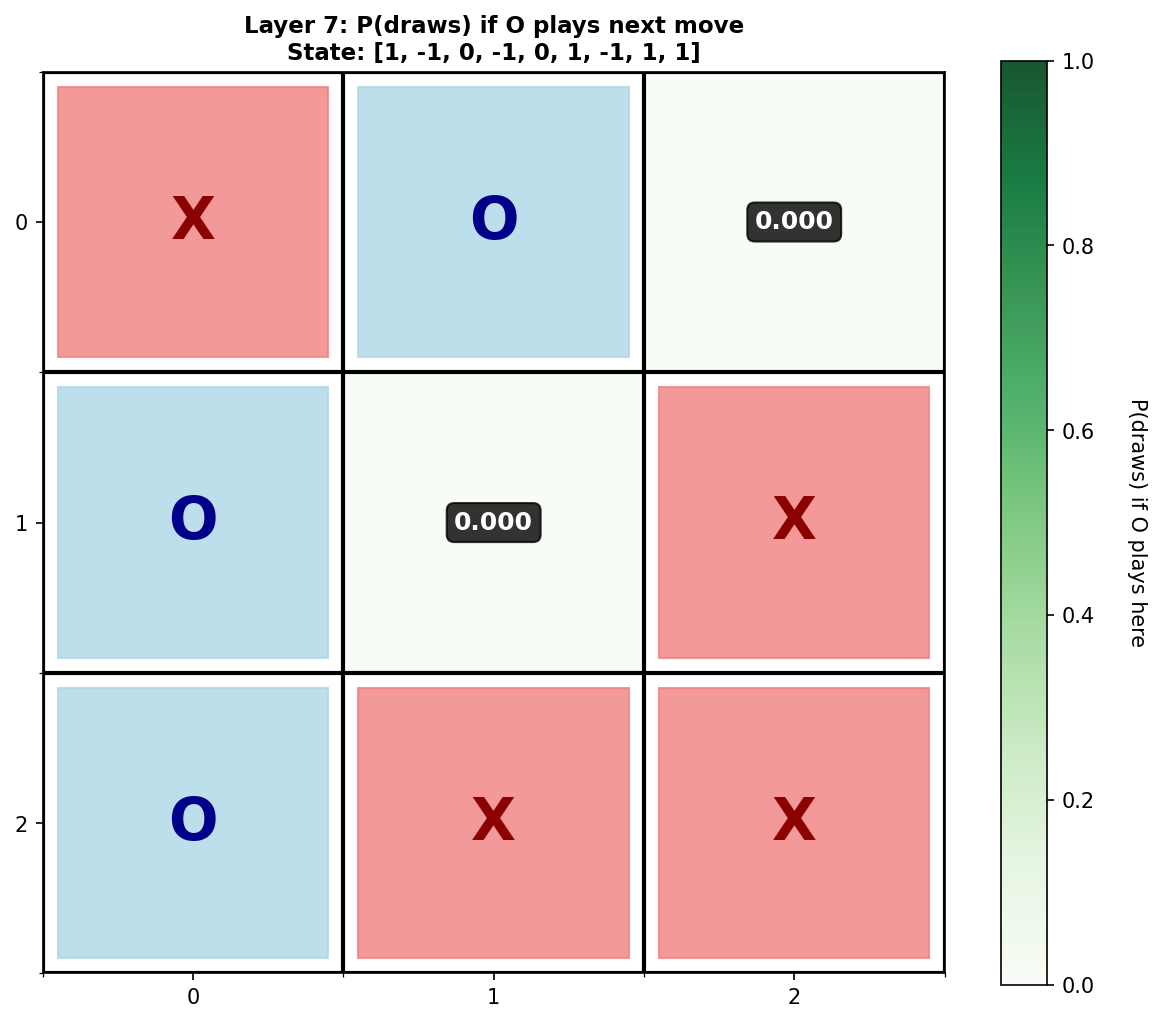 Layer 7: P(draws) if O plays next move
State: [1, -1, 0, -1, 0, 1, -1, 1, 1]
X
O
0.000
O
0.000
X
O
X
X
0
1
2
0
1
2
1.0
0.8
0.6
0.4
0.2
0.0
P(draws) if O plays here